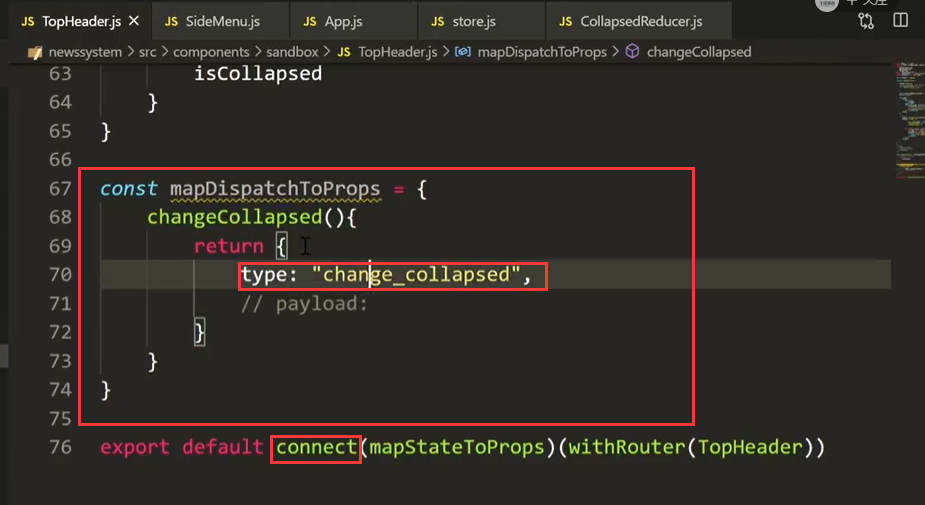 JS TopHeader.js × JS SideMenu.js JS App.js JS store.js JS CollapsedReducer.js
newssystem > src > components > sandbox > JS TopHeader.js > mapDispatchToProps > changeCollapsed
63 isCollapsed
64 }
65 }
66
67 const mapDispatchToProps = {
68 changeCollapsed(){
69 return {
70 type: "change_collapsed",
71 // payload:
72 }
73 }
74 }
75
76 export default connect(mapStateToProps)(withRouter(TopHeader))